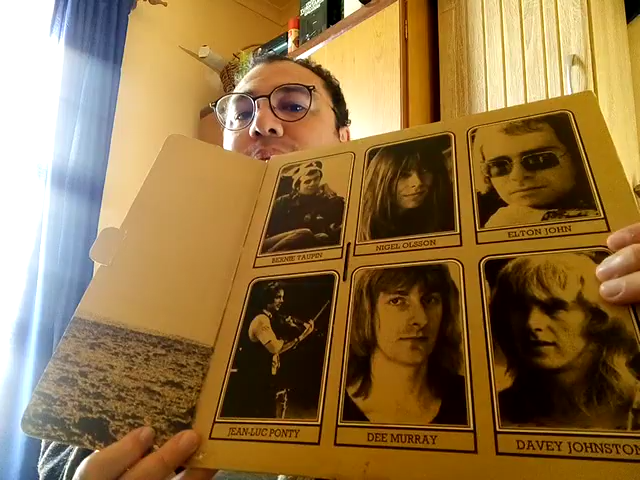 BERNIE TAUPIN
NIGEL OLSSON
ELTON JOHN
JEAN-LUC PONTY
DEE MURRAY
DAVEY JOHNSTON